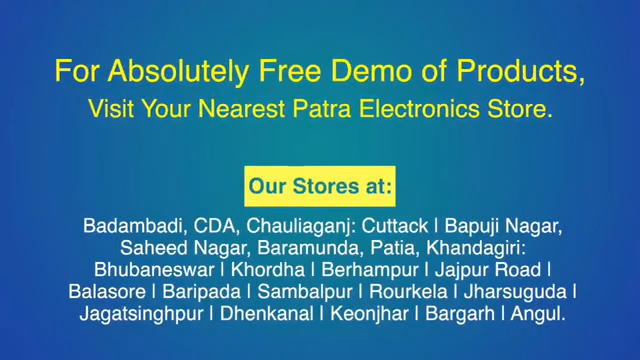 For Absolutely Free Demo of Products,
Visit Your Nearest Patra Electronics Store.
Our Stores at:
Badambadi, CDA, Chauliaganj: Cuttack | Bapuji Nagar,
Saheed Nagar, Baramunda, Patia, Khandagiri:
Bhubaneswar | Khordha | Berhampur | Jajpur Road |
Balasore | Baripada | Sambalpur | Rourkela | Jharsuguda |
Jagatsinghpur | Dhenkanal | Keonjhar | Bargarh | Angul.